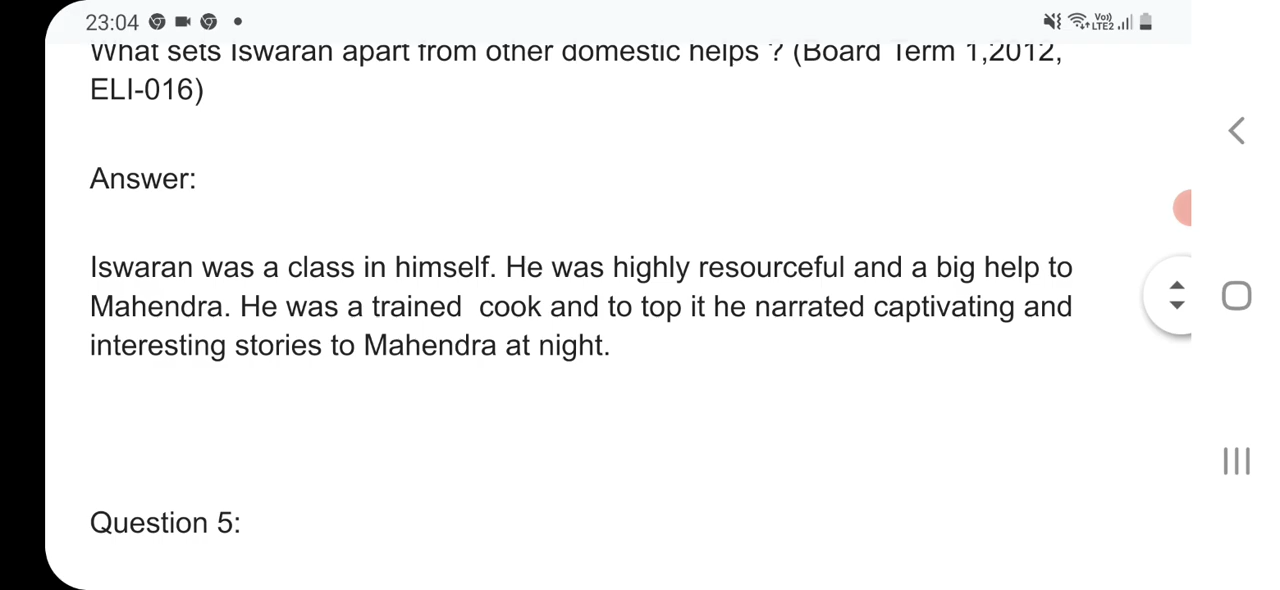 23:04
Vo))
LTE2
What sets Iswaran apart from other domestic helps ? (Board Term 1,2012,
ELI-016)
Answer:
Iswaran was a class in himself. He was highly resourceful and a big help to
Mahendra. He was a trained  cook and to top it he narrated captivating and
interesting stories to Mahendra at night.
Question 5: